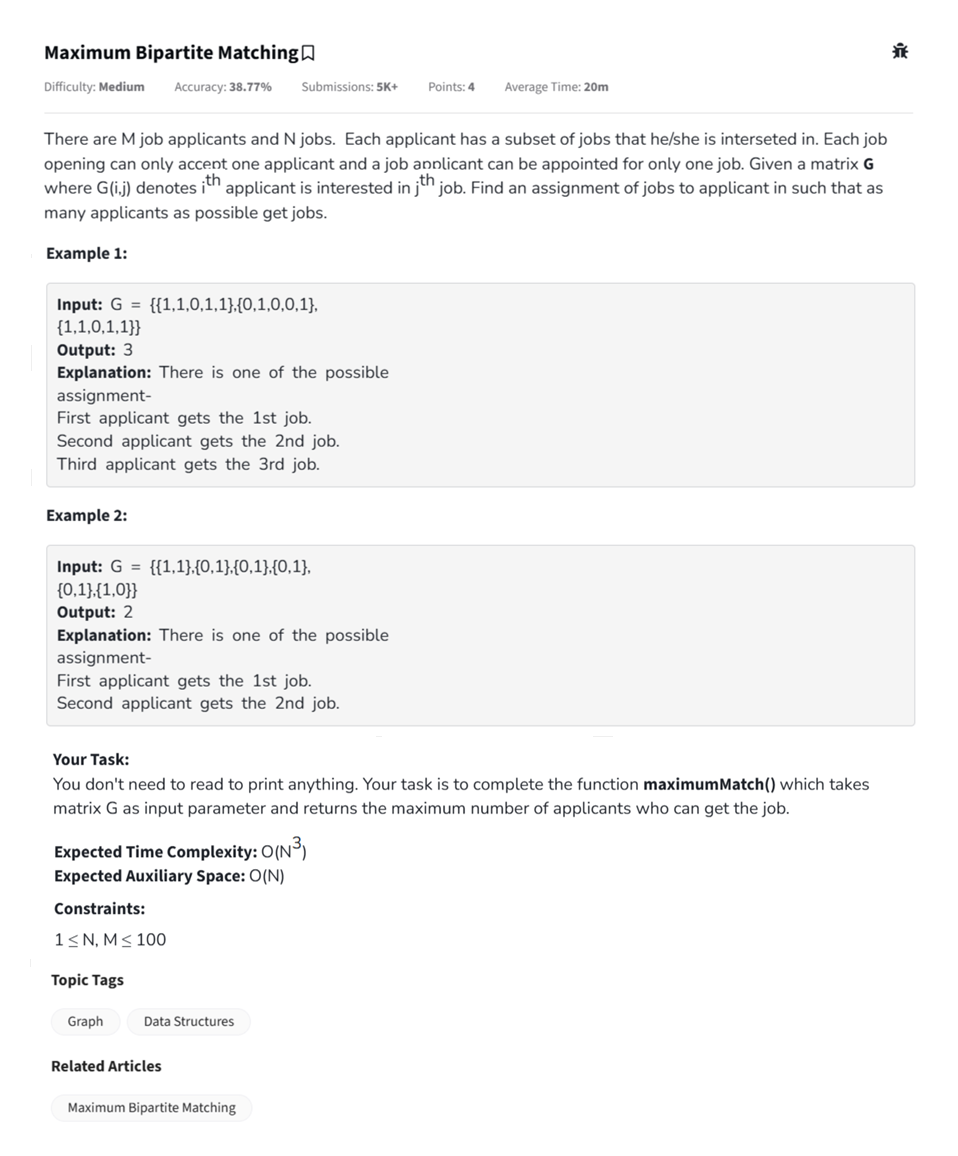 Maximum Bipartite Matching
Difficulty: Medium Accuracy: 38.77% Submissions: 5K+ Points: 4 Average Time: 20m
There are M job applicants and N jobs. Each applicant has a subset of jobs that he/she is interseted in. Each job
opening can only accept one applicant and a job applicant can be appointed for only one job. Given a matrix G
where G(i,j) denotes ith applicant is interested in jth job. Find an assignment of jobs to applicant in such that as
many applicants as possible get jobs.
Example 1:
Input: G = {{1,1,0,1,1},{0,1,0,0,1},
{1,1,0,1,1}}
Output: 3
Explanation: There is one of the possible
assignment-
First applicant gets the 1st job.
Second applicant gets the 2nd job.
Third applicant gets the 3rd job.
Example 2:
Input: G = {{1,1},{0,1},{0,1},{0,1},
{0,1},{1,0}}
Output: 2
Explanation: There is one of the possible
assignment-
First applicant gets the 1st job.
Second applicant gets the 2nd job.
Your Task:
You don't need to read to print anything. Your task is to complete the function maximumMatch() which takes
matrix G as input parameter and returns the maximum number of applicants who can get the job.
Expected Time Complexity: O(N3)
Expected Auxiliary Space: O(N)
Constraints:
1 ≤ N, M ≤ 100
Topic Tags
Graph Data Structures
Related Articles
Maximum Bipartite Matching